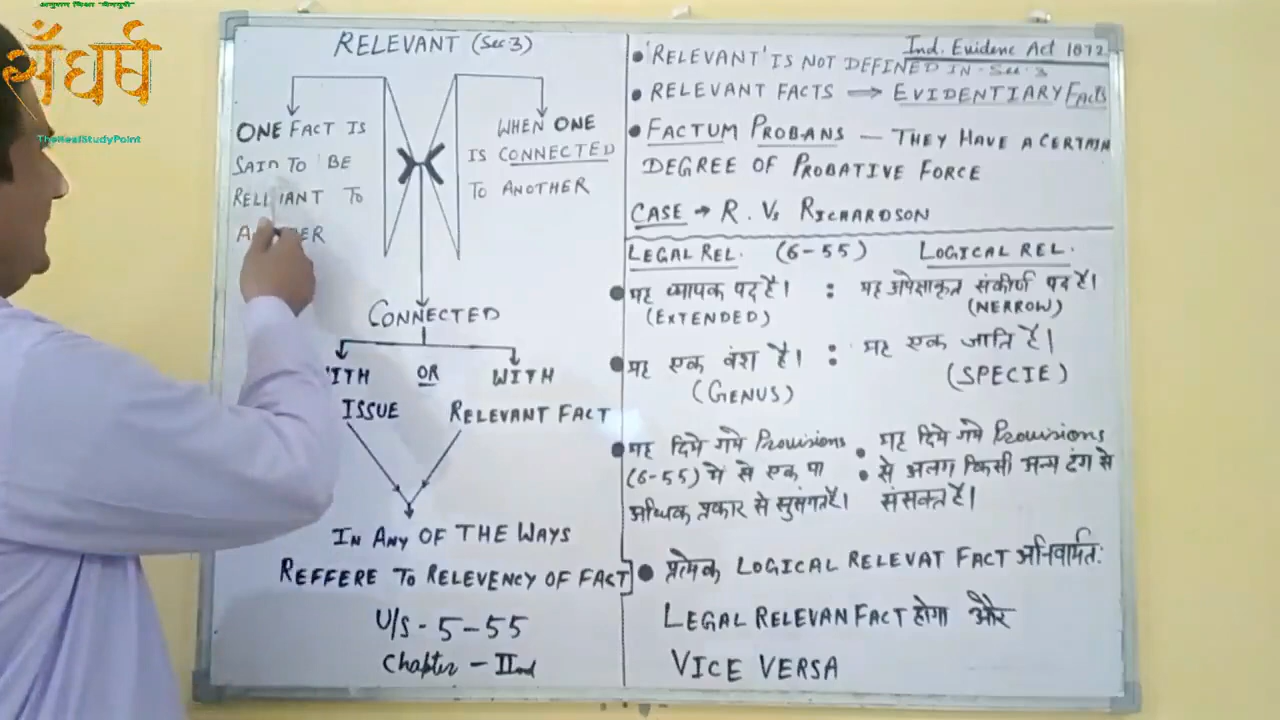 अनुपम शिक्षा "मैनपुरी"
सँघर्ष
TheRealStudyPoint
RELEVANT (Sec 3)
ONE FACT IS
SAID TO BE
TO
WHEN ONE
IS CONNECTED
TO ANOTHER
CONNECTED
OR WITH
ISSUE RELEVANT FACT
IN ANY OF THE WAYS
REFFERE TO RELEVENCY OF FACT]
U/S - 5-55
Chapter - IInd
Ind. Evidenc Act 1872
• 'RELEVANT' IS NOT DEFINED IN Sec. 3
• RELEVANT FACTS → EVIDENTIARY FACTS
• FACTUM PROBANS — THEY HAVE A CERTAIN
DEGREE OF PROBATIVE FORCE
CASE → R. Vs RICHARDSON
LEGAL REL. (6-55) LOGICAL REL.
• यह व्यापक पद है। : यह अपेक्षाकृत संकीर्ण पद है।
(EXTENDED) (NERROW)
• यह एक वंश है। : यह एक जाति है।
(GENUS) (SPECIE)
• यह दिये गये Provisions : यह दिये गये Provisions
(6-55) में से एक या से अलग किसी अन्य ढंग से
अधिक प्रकार से सुसंगत है। संसक्त है।
• प्रत्येक LOGICAL RELEVAT FACT अनिवार्यत:
LEGAL RELEVAN FACT होगा और
VICE VERSA